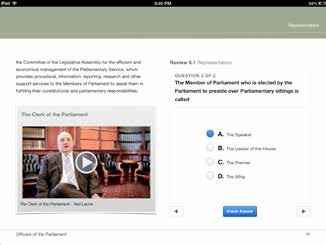 iPad
3:45 PM
84%
Representation
the Committee of the Legislative Assembly for the efficient and
economical management of the Parliamentary Service, which
provides procedural, information, reporting, research and other
support services to the Members of Parliament to assist them in
fulfilling their constitutional and parliamentary responsibilities.
The Clerk of the Parliament
The Clerk of the Parliament - Neil Laurie
Review 6.1 Representation
QUESTION 2 OF 2
The Member of Parliament who is elected by the
Parliament to preside over Parliamentary sittings is
called
A. The Speaker
B. The Leader of the House
C. The Premier
D. The Whip
Check Answer
Officers of the Parliament